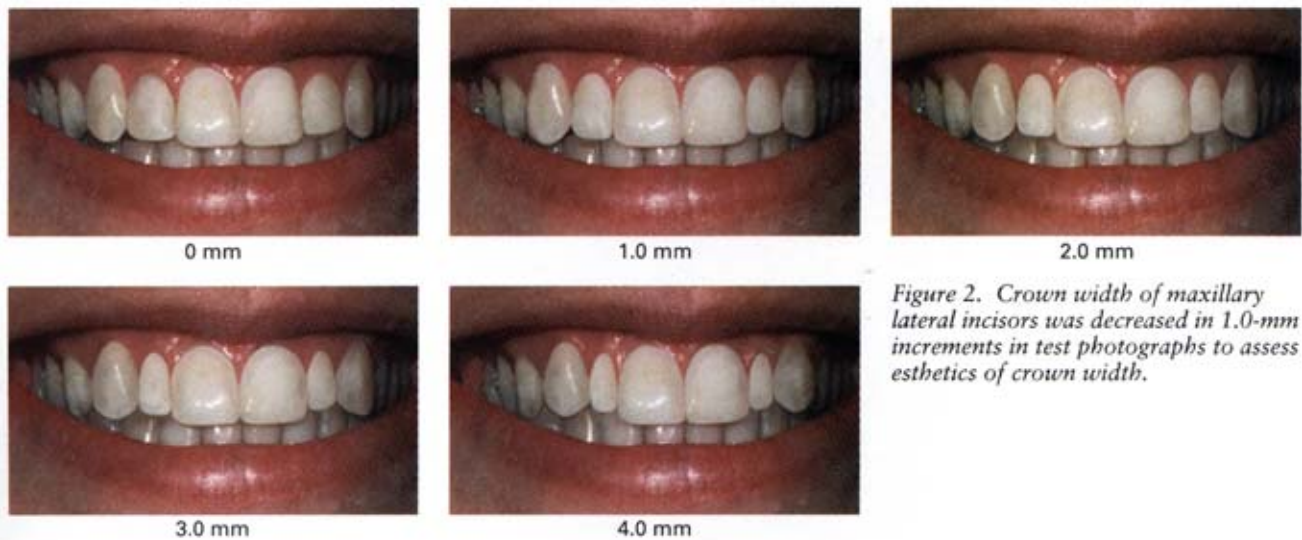 0 mm
1.0 mm
2.0 mm
Figure 2. Crown width of maxillary
lateral incisors was decreased in 1.0-mm
increments in test photographs to assess
esthetics of crown width.
3.0 mm
4.0 mm